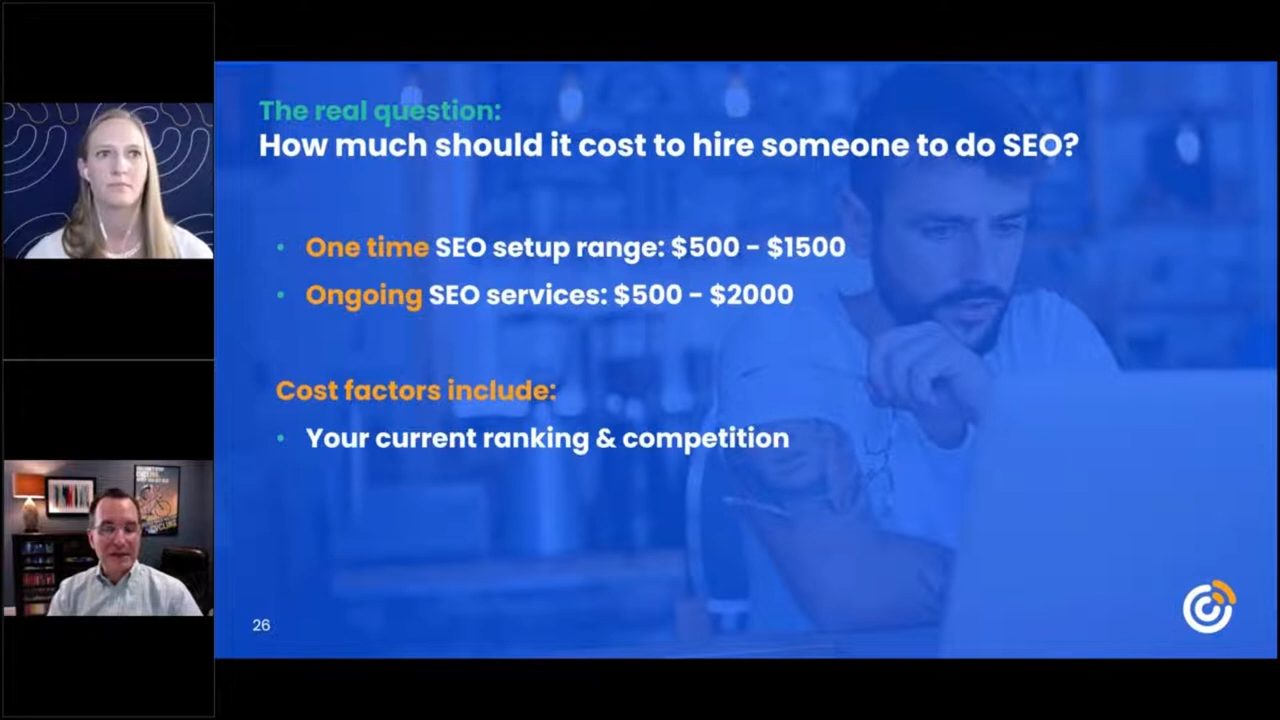 The real question:
How much should it cost to hire someone to do SEO?
• One time SEO setup range: $500 - $1500
• Ongoing SEO services: $500 - $2000
Cost factors include:
• Your current ranking & competition
26